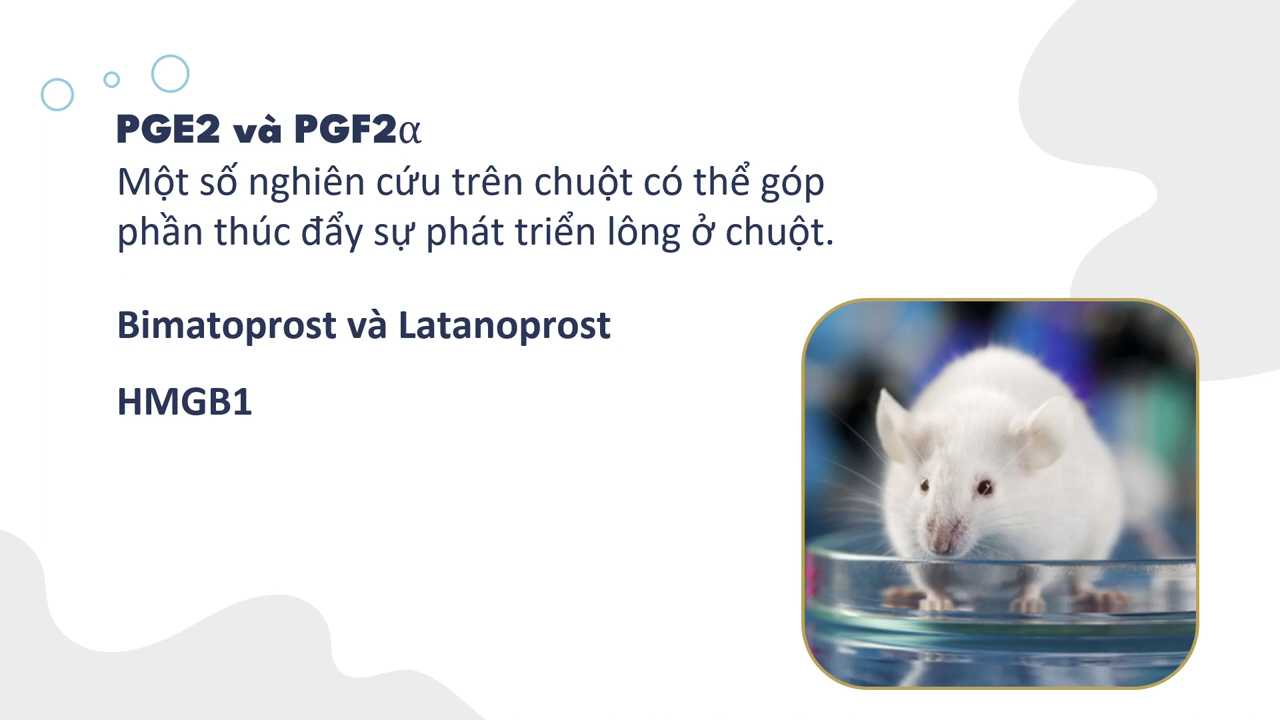 PGE2 và PGF2α
Một số nghiên cứu trên chuột có thể góp
phần thúc đẩy sự phát triển lông ở chuột.
Bimatoprost và Latanoprost
HMGB1